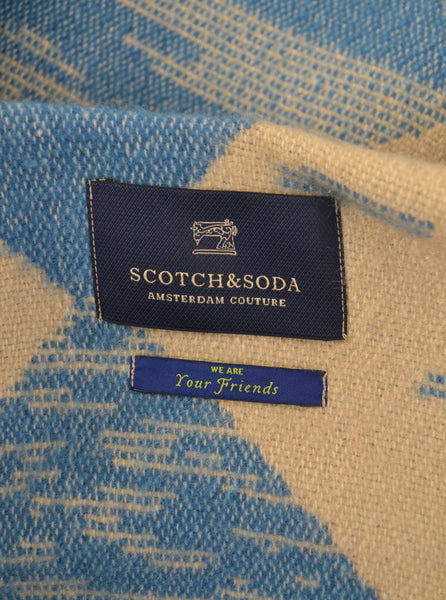 SCOTCH&SODA
AMSTERDAM COUTURE
WE ARE
Your Friends